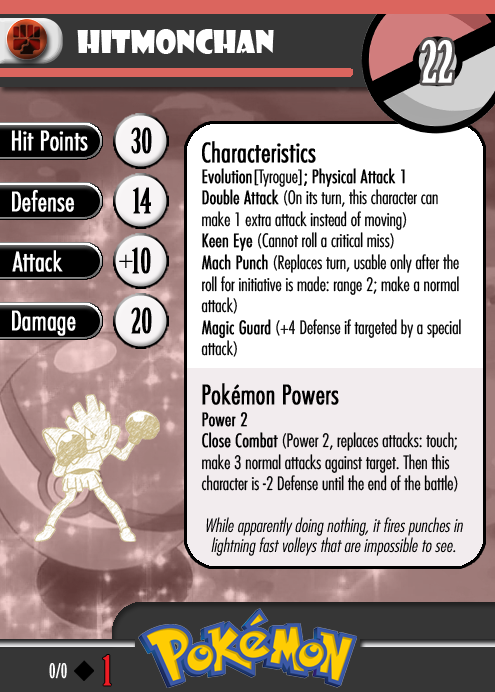 HITMONCHAN
22
Hit Points 30
Defense 14
Attack +10
Damage 20
Characteristics
Evolution[Tyrogue]; Physical Attack 1
Double Attack (On its turn, this character can
make 1 extra attack instead of moving)
Keen Eye (Cannot roll a critical miss)
Mach Punch (Replaces turn, usable only after the
roll for initiative is made: range 2; make a normal
attack)
Magic Guard (+4 Defense if targeted by a special
attack)
Pokémon Powers
Power 2
Close Combat (Power 2, replaces attacks: touch;
make 3 normal attacks against target. Then this
character is -2 Defense until the end of the battle)
While apparently doing nothing, it fires punches in
lightning fast volleys that are impossible to see.
0/0 ◆ 1
POKéMON